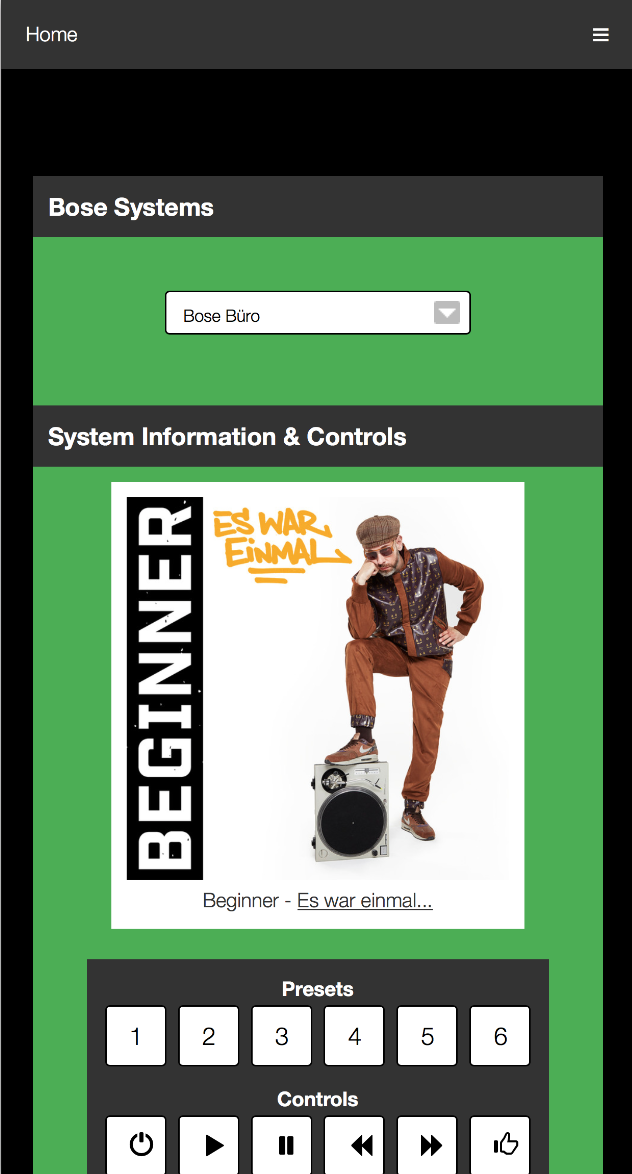 Home
Bose Systems
Bose Büro
System Information & Controls
BEGINNER
ES WAR
EiNMAL
Beginner - Es war einmal...
Presets
1 2 3 4 5 6
Controls